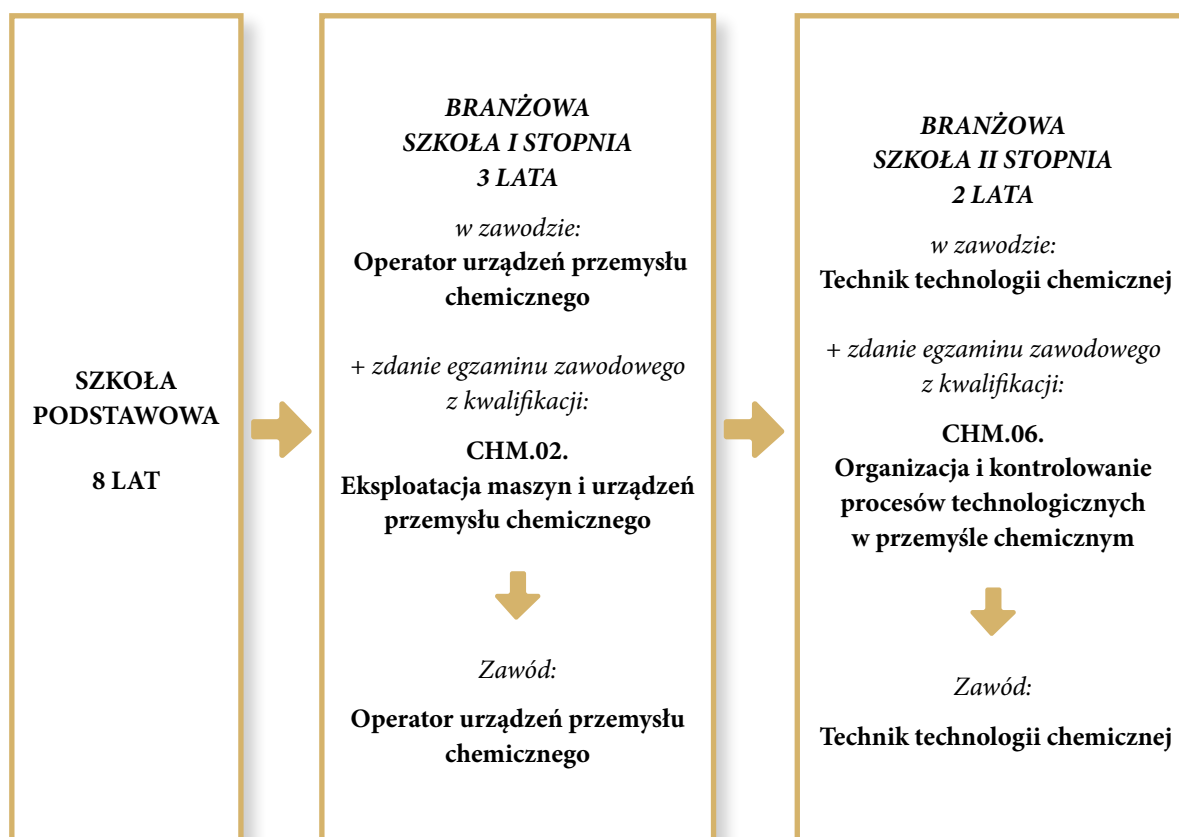 SZKOŁA
PODSTAWOWA
8 LAT
BRANŻOWA
SZKOŁA I STOPNIA
3 LATA
w zawodzie:
Operator urządzeń przemysłu
chemicznego
+ zdanie egzaminu zawodowego
z kwalifikacji:
CHM.02.
Eksploatacja maszyn i urządzeń
przemysłu chemicznego
Zawód:
Operator urządzeń przemysłu
chemicznego
BRANŻOWA
SZKOŁA II STOPNIA
2 LATA
w zawodzie:
Technik technologii chemicznej
+ zdanie egzaminu zawodowego
z kwalifikacji:
CHM.06.
Organizacja i kontrolowanie
procesów technologicznych
w przemyśle chemicznym
Zawód:
Technik technologii chemicznej